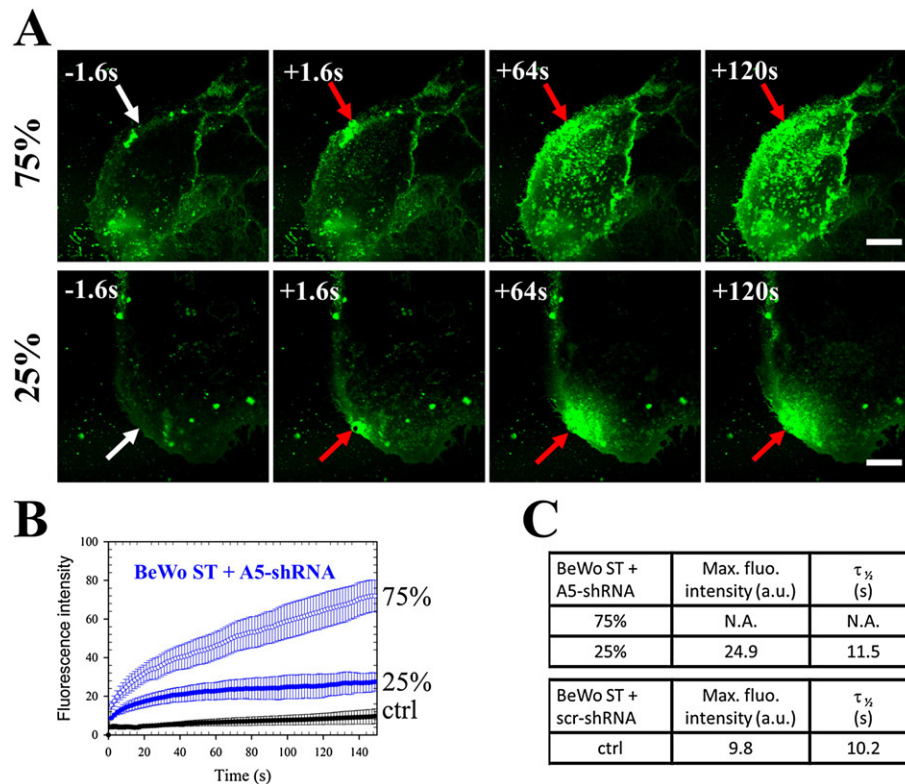 A
75%
-1.6s
+1.6s
+64s
+120s
25%
-1.6s
+1.6s
+64s
+120s
B
BeWo ST + A5-shRNA
Fluorescence intensity
100
80
60
40
20
0
75%
25%
ctrl
0 20 40 60 80 100 120 140
Time (s)
C
BeWo ST + A5-shRNA Max. fluo. intensity (a.u.) τ ½ (s)
75% N.A. N.A.
25% 24.9 11.5
BeWo ST + scr-shRNA Max. fluo. intensity (a.u.) τ ½ (s)
ctrl 9.8 10.2